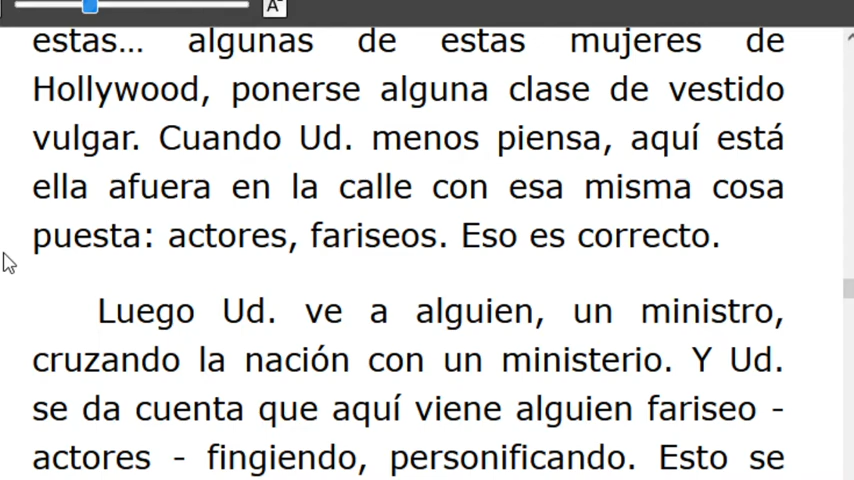 A
estas... algunas de estas mujeres de
Hollywood, ponerse alguna clase de vestido
vulgar. Cuando Ud. menos piensa, aquí está
ella afuera en la calle con esa misma cosa
puesta: actores, fariseos. Eso es correcto.
Luego Ud. ve a alguien, un ministro,
cruzando la nación con un ministerio. Y Ud.
se da cuenta que aquí viene alguien fariseo -
actores - fingiendo, personificando. Esto se